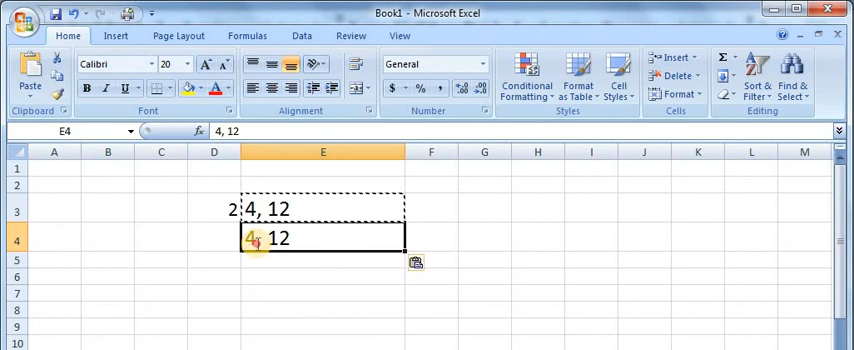 Book1 - Microsoft Excel
Home Insert Page Layout Formulas Data Review View
Paste
Calibri 20
General
Conditional Formatting
Format as Table
Cell Styles
Insert
Delete
Format
Sort & Filter
Find & Select
Clipboard Font Alignment Number Styles Cells Editing
E4 fx 4, 12
A B C D E F G H I J K L M
1
2
3 2 4, 12
4 4, 12
5
6
7
8
9
10